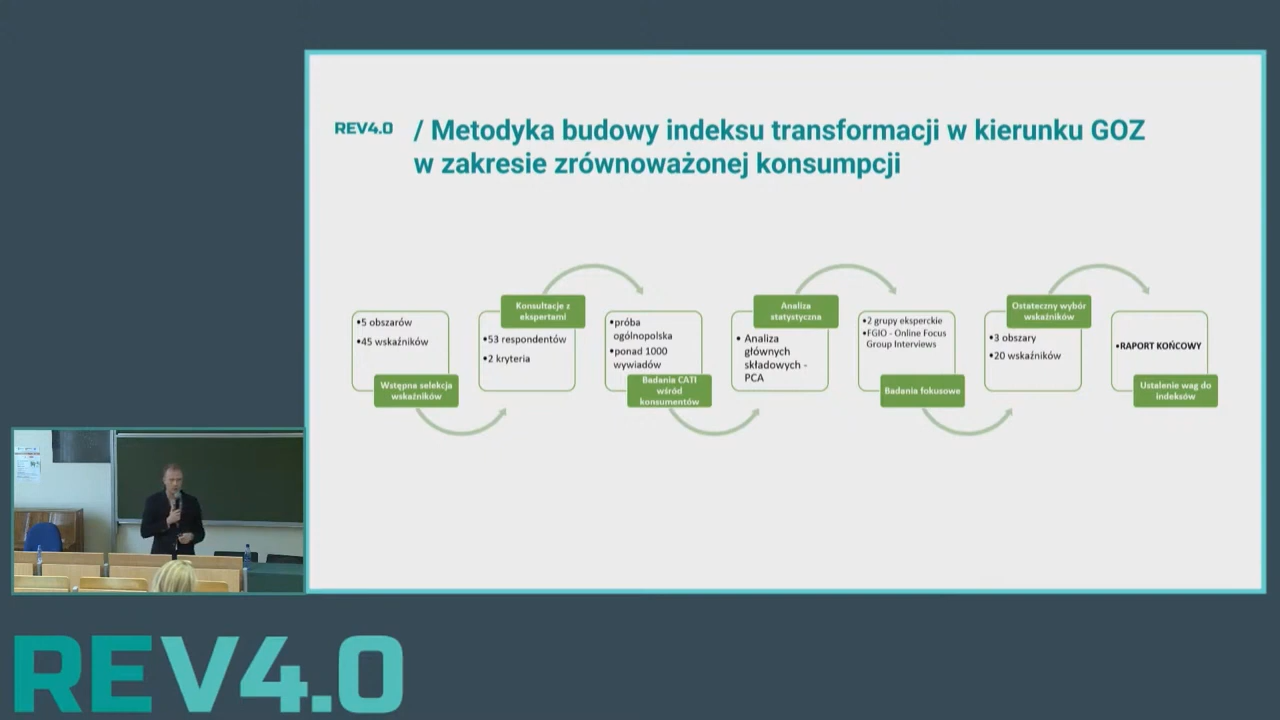 REV4.0
/ Metodyka budowy indeksu transformacji w kierunku GOZ
w zakresie zrównoważonej konsumpcji
•5 obszarów
•45 wskaźników
Wstępna selekcja
wskaźników
Konsultacje z
ekspertami
•53 respondentów
•2 kryteria
•próba
ogólnopolska
•ponad 1000
wywiadów
Badania CATI
wśród
konsumentów
Analiza
statystyczna
• Analiza
głównych
składowych -
PCA
•2 grupy eksperckie
•FGIO - Online Focus
Group Interviews
Badania fokusowe
Ostateczny wybór
wskaźników
•3 obszary
•20 wskaźników
•RAPORT KOŃCOWY
Ustalenie wag do
indeksów
REV4.0